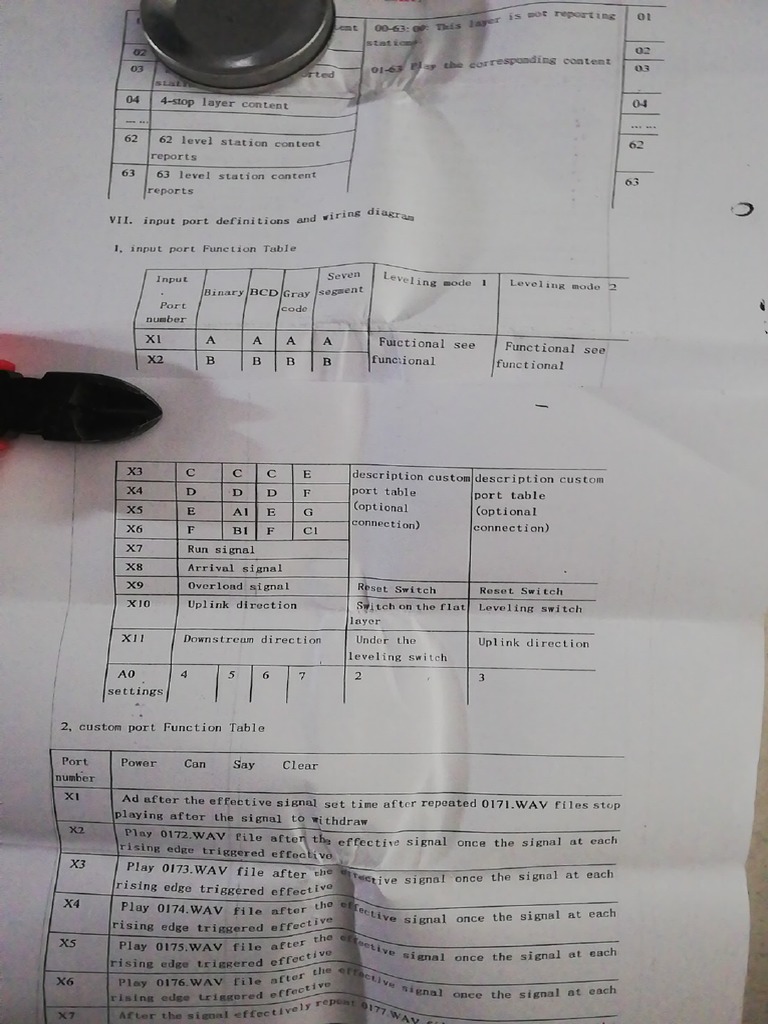 00-63: 00: This layer is not reporting
station
01
02
02
03
01-63 Play the corresponding content
03
04
4-stop layer content
04
... ...
... ...
62
62 level station content
reports
62
63
63 level station content
reports
63
VII. input port definitions and wiring diagram
1, input port Function Table
Input
Port
number
Binary
BCD
Gray
code
Seven
segment
Leveling mode 1
Leveling mode 2
X1 A A A A
Fuuctional see
functional
Functional see
functional
X2 B B B B
X3 C C C E
description custom
port table
(optional
connection)
description custom
port table
(optional
connection)
X4 D D D F
X5 E A1 E G
X6 F B1 F C1
X7 Run signal
X8 Arrival signal
X9 Overload signal Reset Switch Reset Switch
X10 Uplink direction
Switch on the flat
layer
Leveling switch
X11 Downstream direction
Under the
leveling switch
Uplink direction
A0
settings
4 5 6 7 2 3
2, custom port Function Table
Port
number
Power Can Say Clear
X1
Ad after the effective signal set time after repeated 0171.WAV files stop
playing after the signal to withdraw
X2
Play 0172.WAV file after the effective signal once the signal at each
rising edge triggered effective
X3
Play 0173.WAV file after the effective signal once the signal at each
rising edge triggered effective
X4
Play 0174.WAV file after the effective signal once the signal at each
rising edge triggered effective
X5
Play 0175.WAV file after the effective signal once the signal at each
rising edge triggered effective
X6
Play 0176.WAV file after the effective signal once the signal at each
rising edge triggered effective
X7
After the signal effectively repeat 0177.WAV